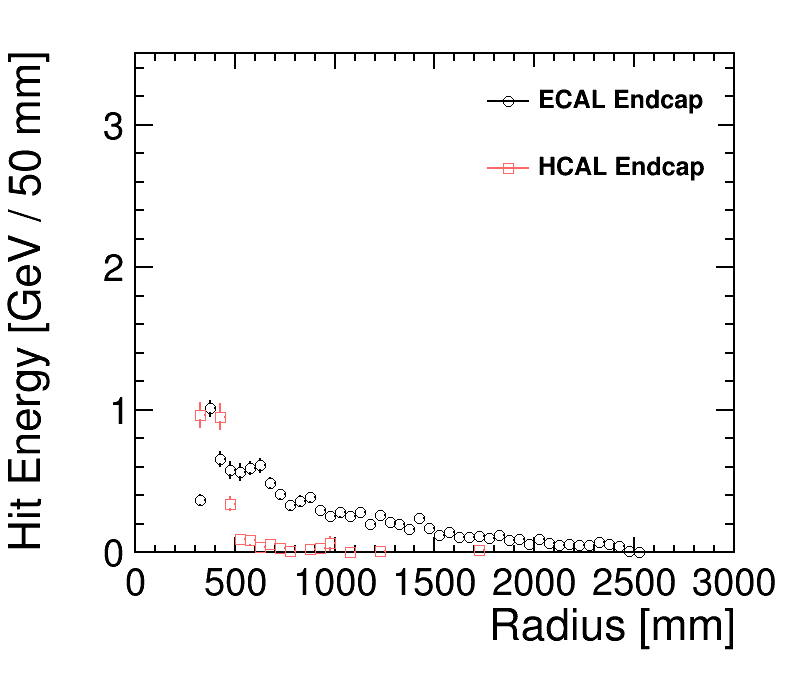 Hit Energy [GeV / 50 mm]
3
2
1
0
ECAL Endcap
HCAL Endcap
0 500 1000 1500 2000 2500 3000
Radius [mm]